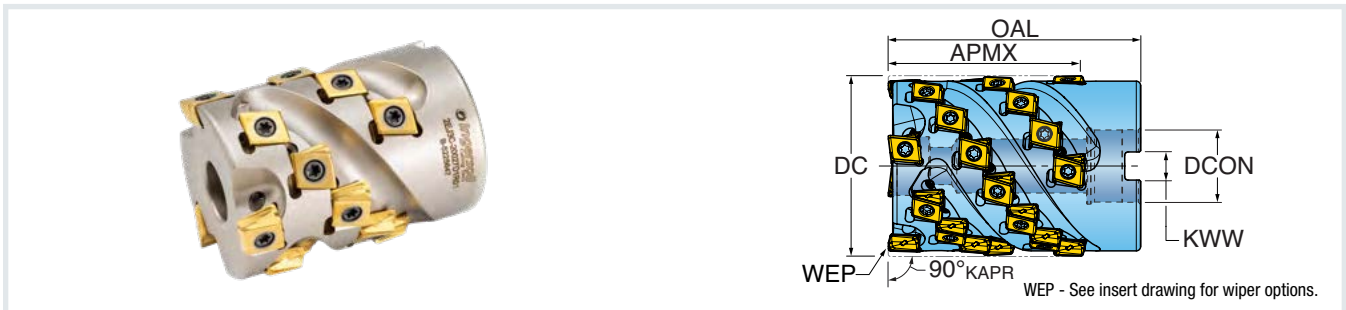 OAL
APMX
DC
DCON
KWW
WEP
90° KAPR
WEP - See insert drawing for wiper options.